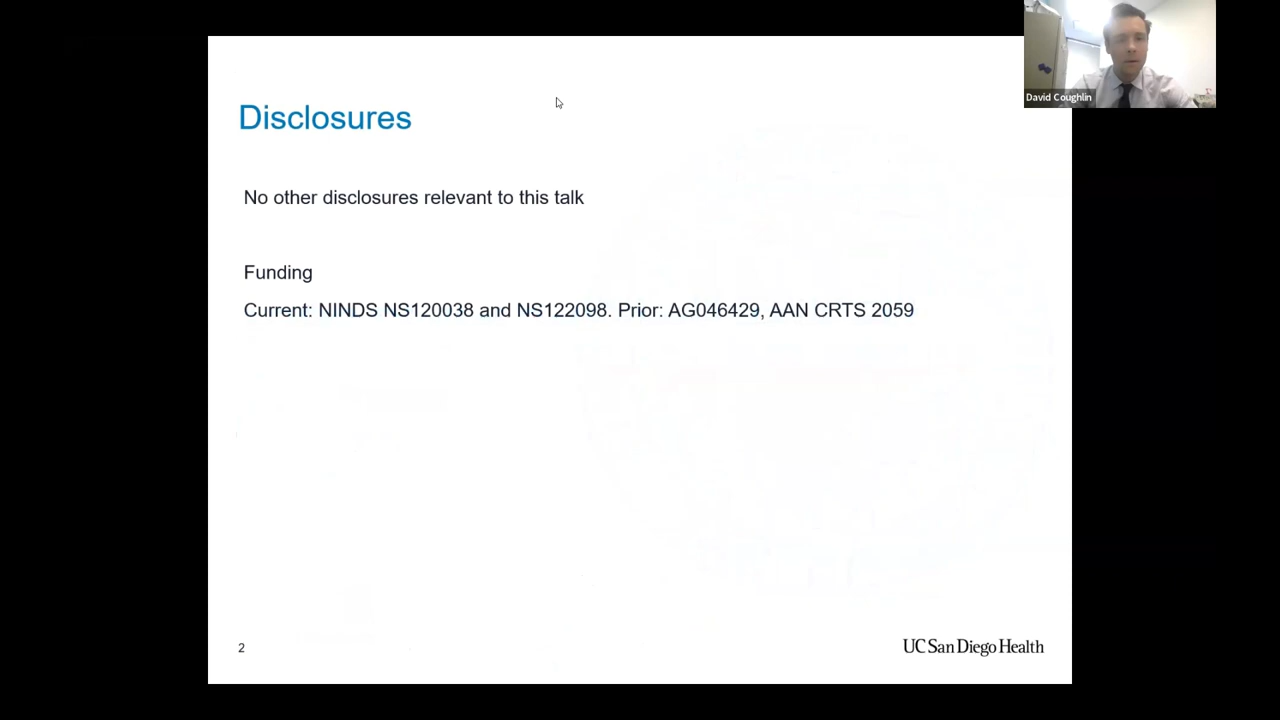 David Coughlin
Disclosures
No other disclosures relevant to this talk
Funding
Current: NINDS NS120038 and NS122098. Prior: AG046429, AAN CRTS 2059
2
UC San Diego Health